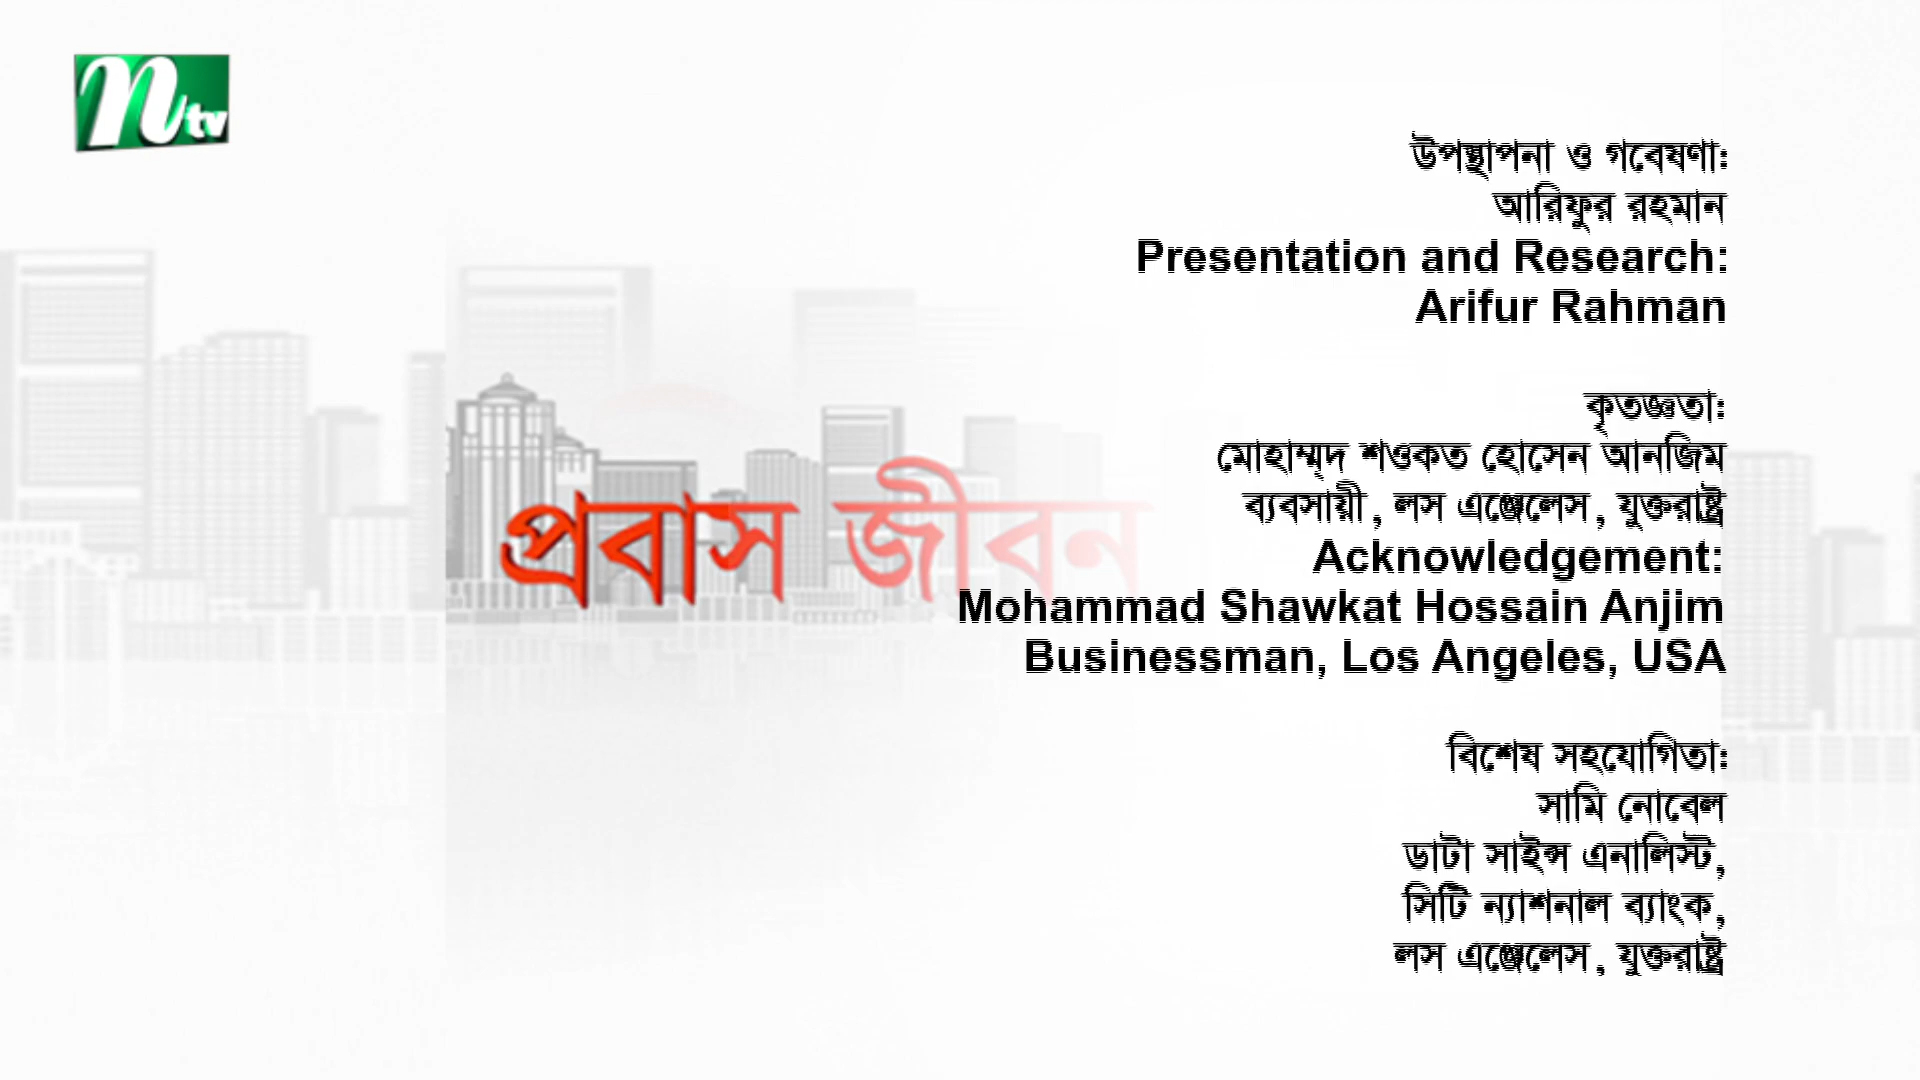 ntv
উপস্থাপনা ও গবেষণা:
আরিফুর রহমান
Presentation and Research:
Arifur Rahman
কৃতজ্ঞতা:
মোহাম্মদ শওকত হোসেন আনজিম
ব্যবসায়ী, লস এঞ্জেলেস, যুক্তরাষ্ট্র
প্রবাস জীবন
Acknowledgement:
Mohammad Shawkat Hossain Anjim
Businessman, Los Angeles, USA
বিশেষ সহযোগিতা:
সামি নোবেল
ডাটা সাইন্স এনালিস্ট,
সিটি ন্যাশনাল ব্যাংক,
লস এঞ্জেলেস, যুক্তরাষ্ট্র